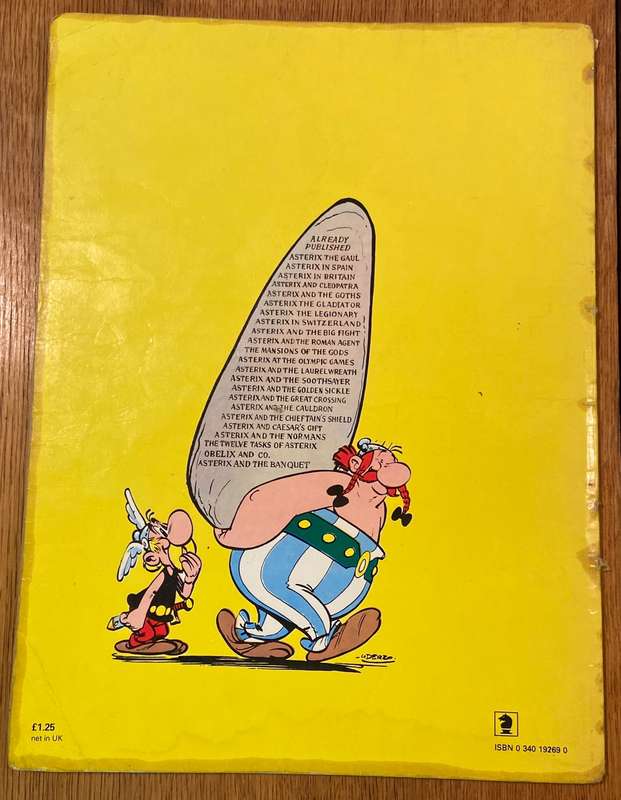 ALREADY
PUBLISHED
ASTERIX THE GAUL
ASTERIX IN SPAIN
ASTERIX IN BRITAIN
ASTERIX AND CLEOPATRA
ASTERIX AND THE GOTHS
ASTERIX THE GLADIATOR
ASTERIX THE LEGIONARY
ASTERIX IN SWITZERLAND
ASTERIX AND THE BIG FIGHT
ASTERIX AND THE ROMAN AGENT
THE MANSIONS OF THE GODS
ASTERIX AT THE OLYMPIC GAMES
ASTERIX AND THE LAUREL WREATH
ASTERIX AND THE SOOTHSAYER
ASTERIX AND THE GOLDEN SICKLE
ASTERIX AND THE GREAT CROSSING
ASTERIX AND THE CAULDRON
ASTERIX AND THE CHIEFTAIN'S SHIELD
ASTERIX AND CAESAR'S GIFT
ASTERIX AND THE NORMANS
THE TWELVE TASKS OF ASTERIX
OBELIX AND CO.
ASTERIX AND THE BANQUET
-UDERZO
£1.25
net in UK
ISBN 0 340 19269 0